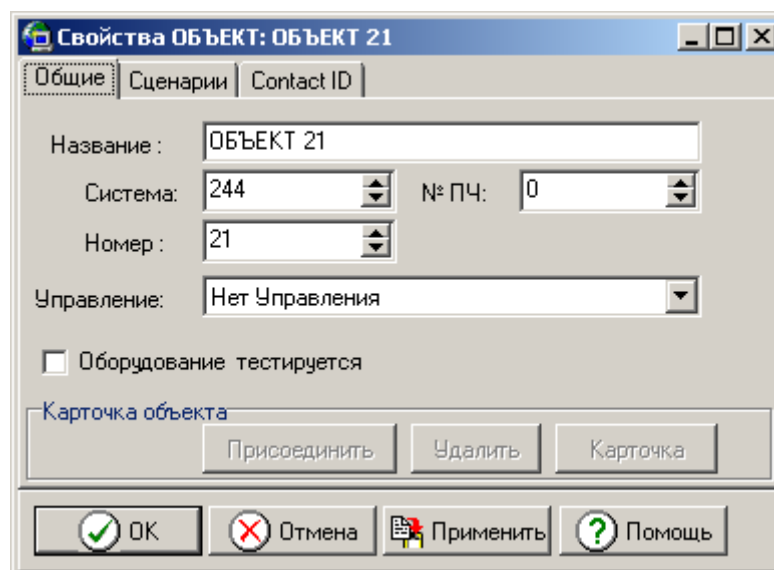 Свойства ОБЪЕКТ: ОБЪЕКТ 21
Общие Сценарии Contact ID
Название : ОБЪЕКТ 21
Система: 244 № ПЧ: 0
Номер : 21
Управление: Нет Управления
Оборудование тестируется
Карточка объекта
Присоединить Удалить Карточка
OK Отмена Применить Помощь